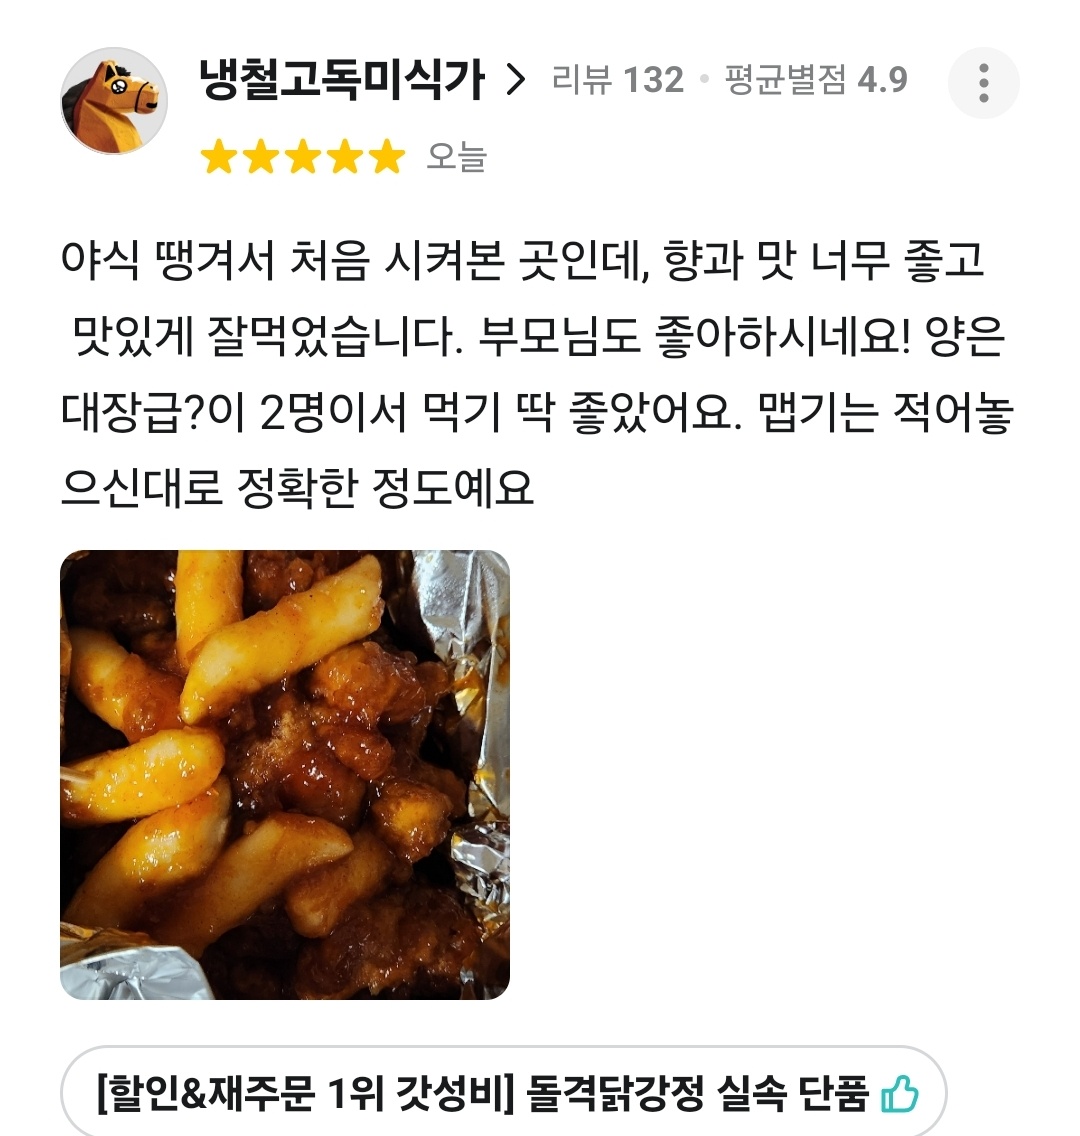 냉철고독미식가 > 리뷰 132 • 평균별점 4.9
오늘
야식 땡겨서 처음 시켜본 곳인데, 향과 맛 너무 좋고
맛있게 잘먹었습니다. 부모님도 좋아하시네요! 양은
대장급?이 2명이서 먹기 딱 좋았어요. 맵기는 적어놓
으신대로 정확한 정도예요
[할인&재주문 1위 갓성비] 돌격닭강정 실속 단품